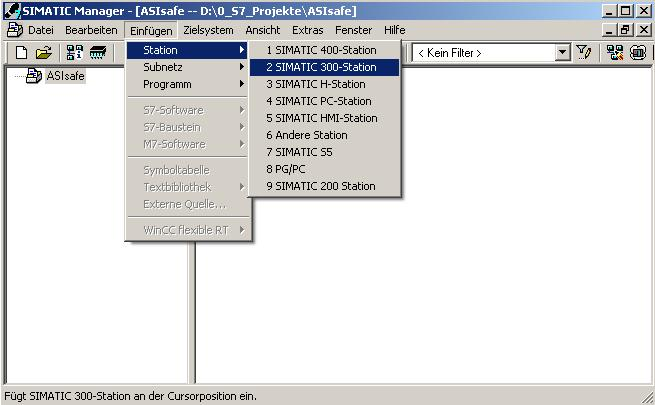 SIMATIC Manager - [ASIsafe -- D:\0_S7_Projekte\ASIsafe]
Datei Bearbeiten Einfügen Zielsystem Ansicht Extras Fenster Hilfe
< Kein Filter >
ASIsafe
Station
Subnetz
Programm
S7-Software
S7-Baustein
M7-Software
Symboltabelle
Textbibliothek
Externe Quelle...
WinCC flexible RT
1 SIMATIC 400-Station
2 SIMATIC 300-Station
3 SIMATIC H-Station
4 SIMATIC PC-Station
5 SIMATIC HMI-Station
6 Andere Station
7 SIMATIC S5
8 PG/PC
9 SIMATIC 200 Station
Fügt SIMATIC 300-Station an der Cursorposition ein.